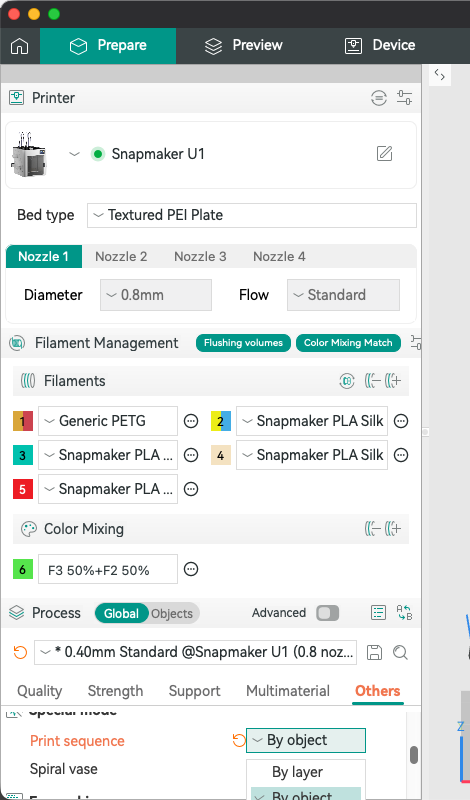 Prepare Preview Device
Printer
Snapmaker U1
Bed type Textured PEI Plate
Nozzle 1 Nozzle 2 Nozzle 3 Nozzle 4
Diameter 0.8mm Flow Standard
Filament Management Flushing volumes Color Mixing Match
Filaments
1 Generic PETG 2 Snapmaker PLA Silk
3 Snapmaker PLA ... 4 Snapmaker PLA Silk
5 Snapmaker PLA ...
Color Mixing
6 F3 50%+F2 50%
Process Global Objects Advanced
* 0.40mm Standard @Snapmaker U1 (0.8 noz...
Quality Strength Support Multimaterial Others
Special mode
Print sequence By object
Z
Spiral vase By layer
By object